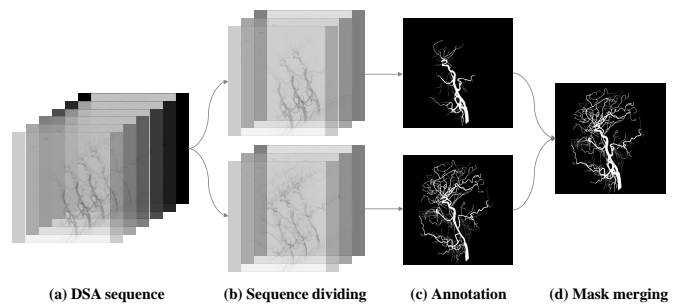 (a) DSA sequence
(b) Sequence dividing
(c) Annotation
(d) Mask merging